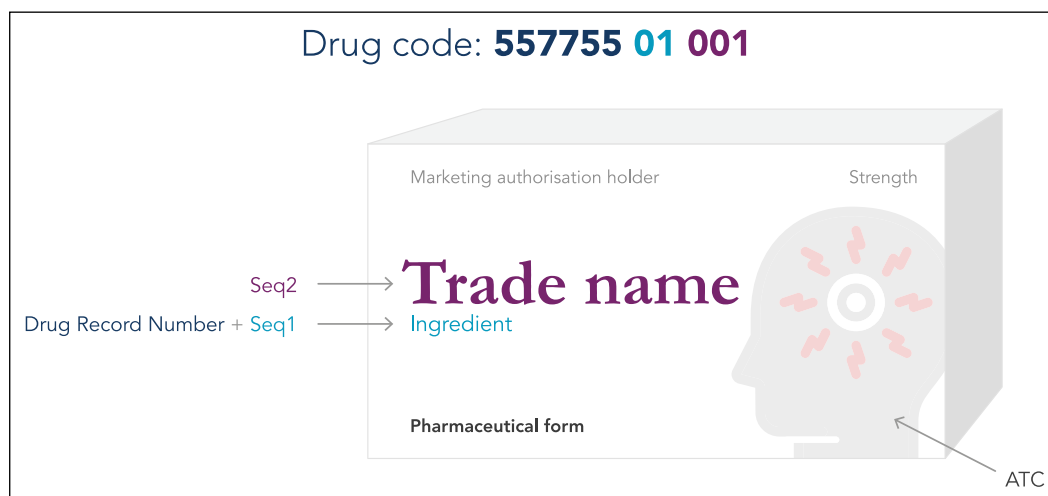 Drug code: 557755 01 001
Marketing authorisation holder Strength
Seq2 Trade name
Drug Record Number + Seq1 Ingredient
Pharmaceutical form
ATC